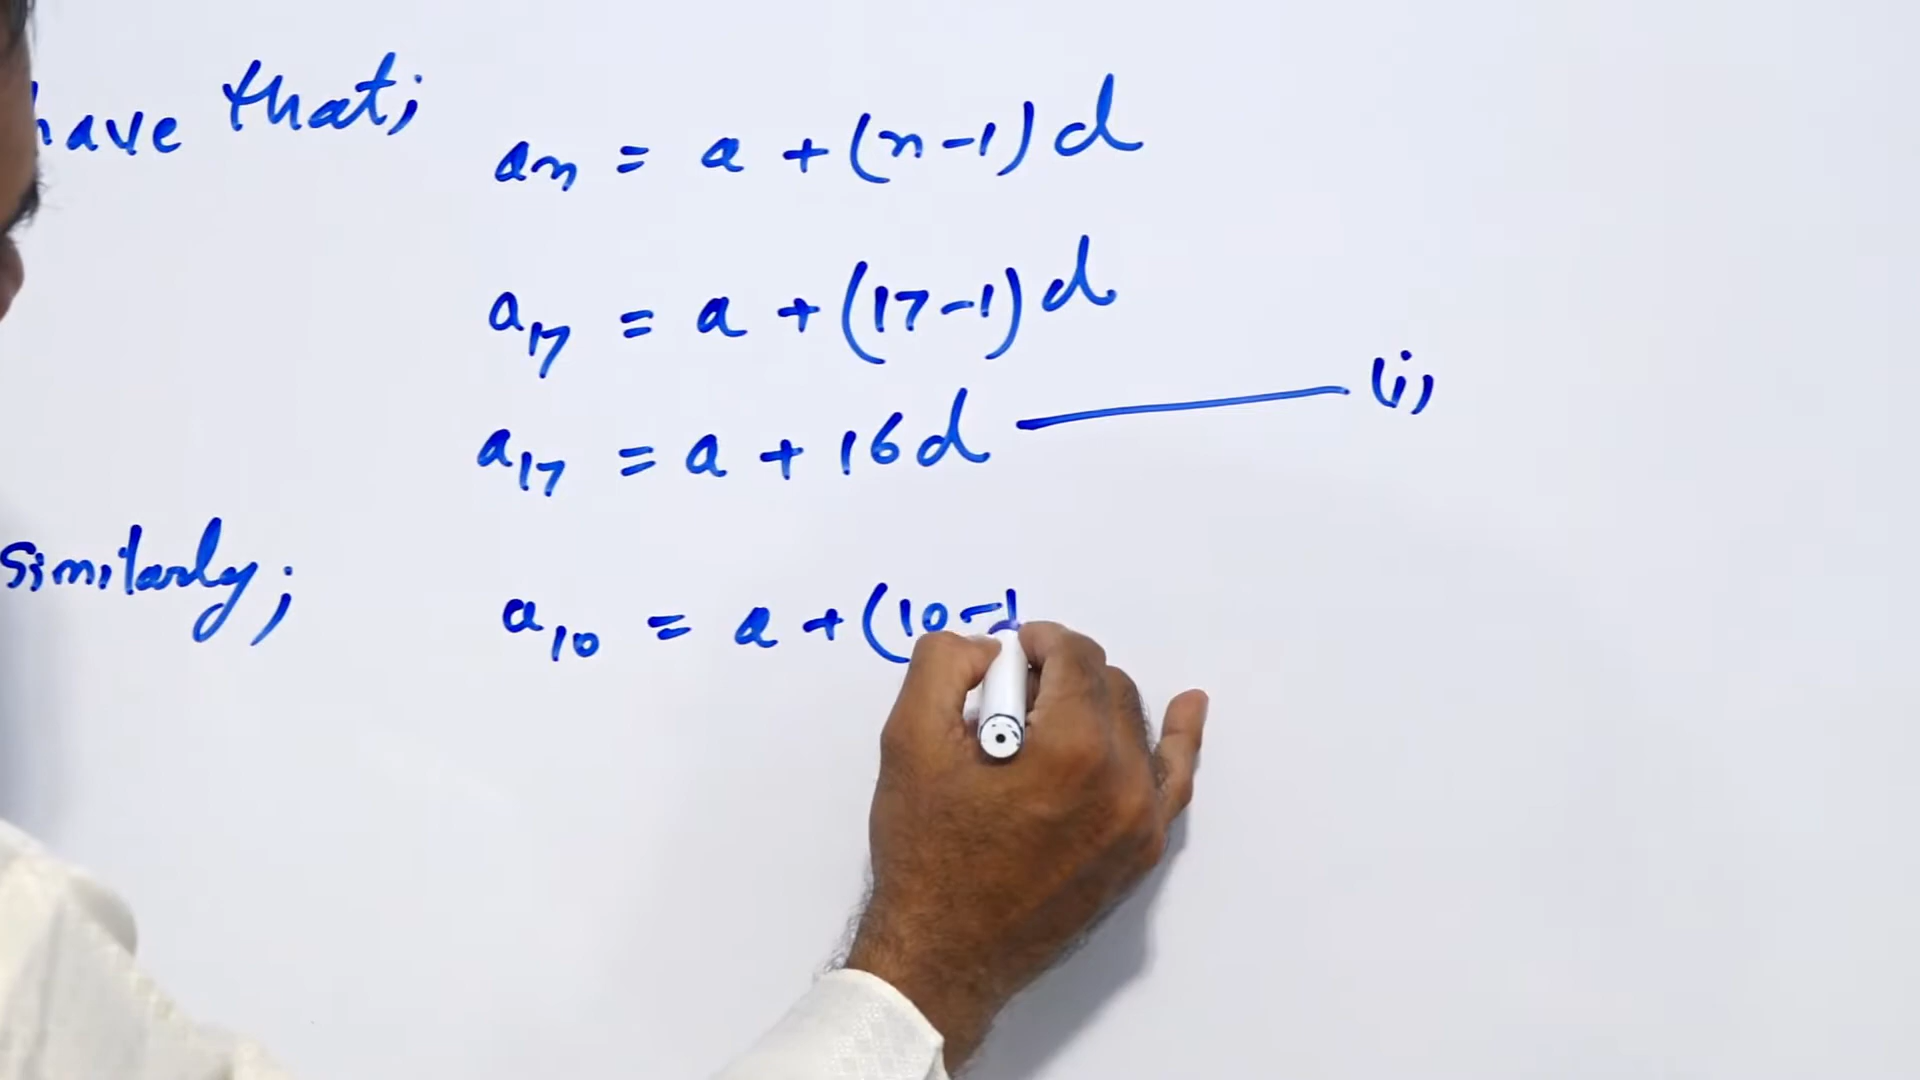 have that;
an = a + (n-1)d
a17 = a + (17-1)d
a17 = a + 16d ——— (i)
Similarly;
a10 = a + (10-1